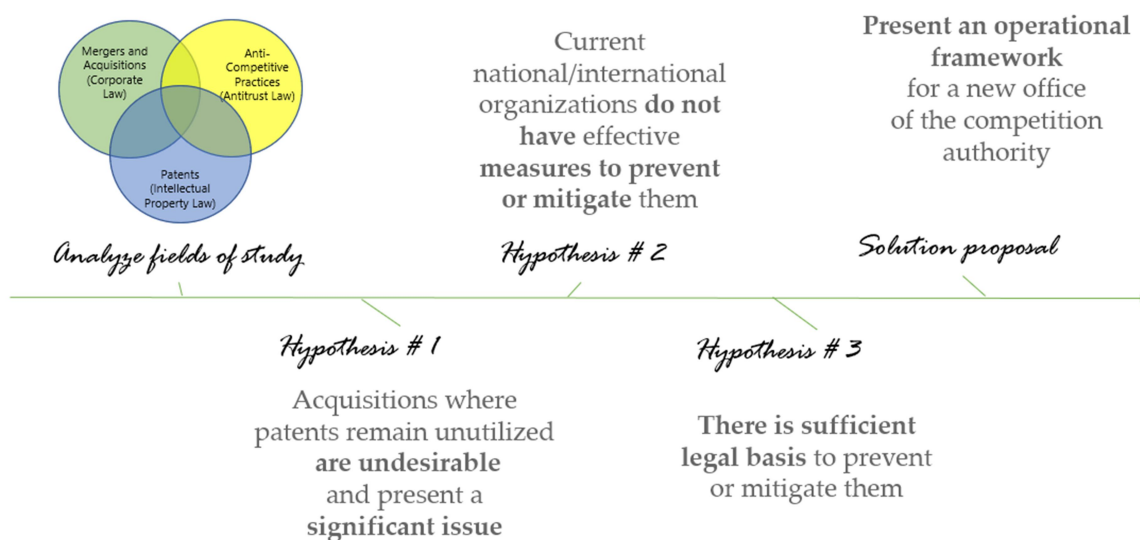 Mergers and
Acquisitions
(Corporate
Law)
Anti-
Competitive
Practices
(Antitrust Law)
Patents
(Intellectual
Property Law)
Analyze fields of study
Hypothesis # 1
Acquisitions where
patents remain unutilized
are undesirable
and present a
significant issue
Current
national/international
organizations do not
have effective
measures to prevent
or mitigate them
Hypothesis # 2
Hypothesis # 3
There is sufficient
legal basis to prevent
or mitigate them
Present an operational
framework
for a new office
of the competition
authority
Solution proposal